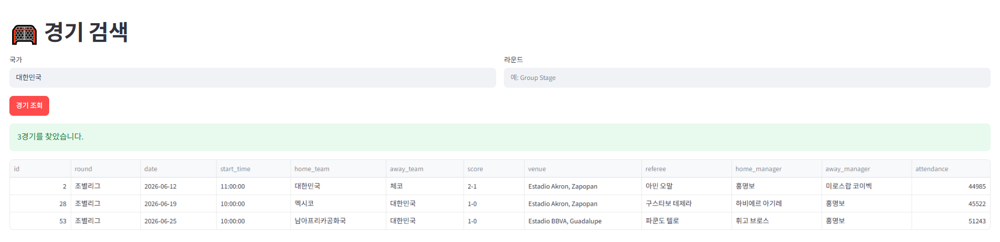 경기 검색
국가 라운드
대한민국 예: Group Stage
경기 조회
3경기를 찾았습니다.
id round date start_time home_team away_team score venue referee home_manager away_manager attendance
2 조별리그 2026-06-12 11:00:00 대한민국 체코 2-1 Estadio Akron, Zapopan 아민 오말 홍명보 미로스랍 코이벡 44985
28 조별리그 2026-06-19 10:00:00 멕시코 대한민국 1-0 Estadio Akron, Zapopan 구스타보 테제라 하비에르 아기레 홍명보 45522
53 조별리그 2026-06-25 10:00:00 남아프리카공화국 대한민국 1-0 Estadio BBVA, Guadalupe 파쿤도 텔로 휘고 브로스 홍명보 51243